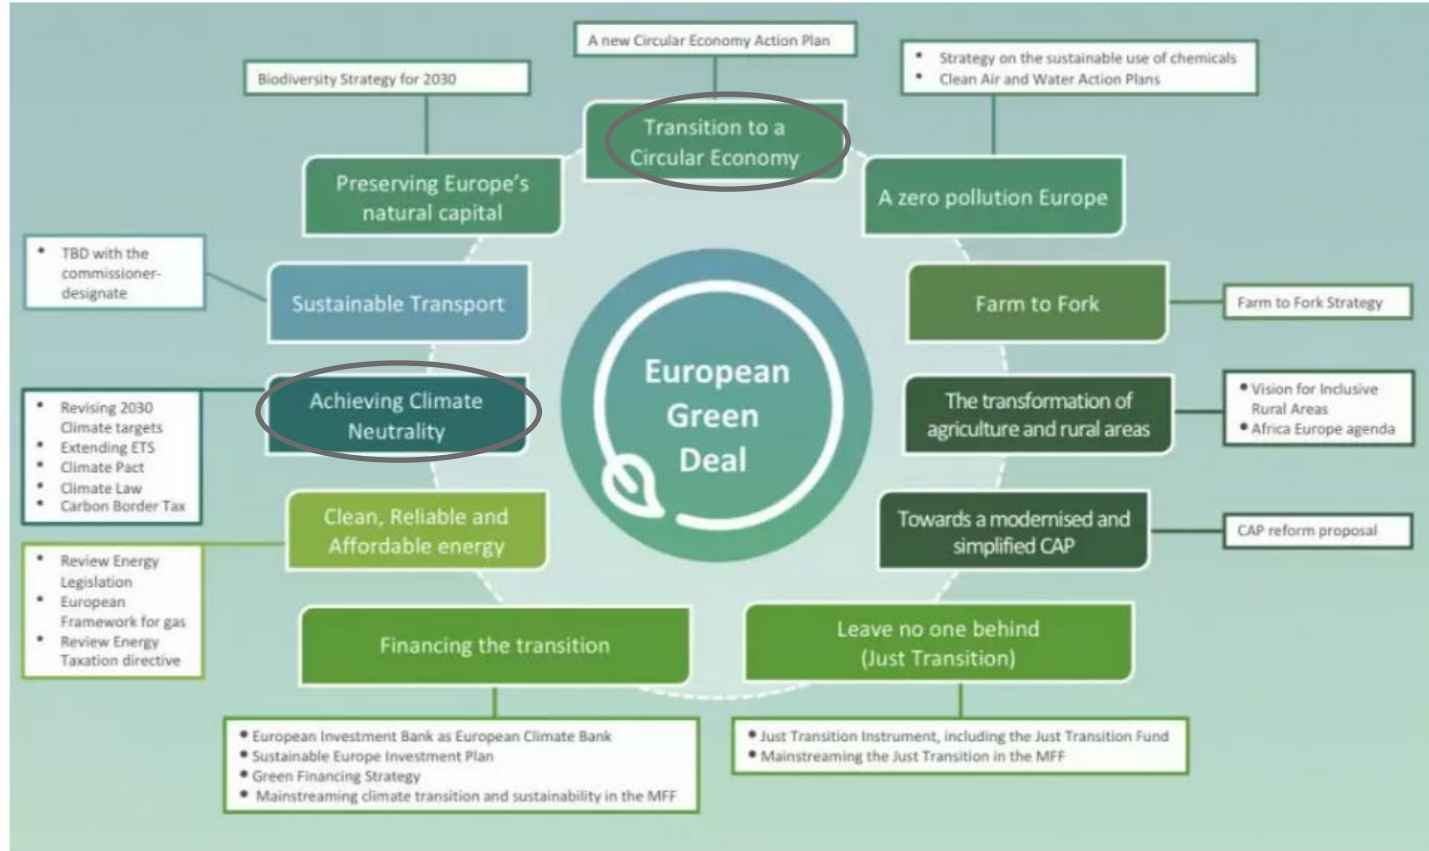 A new Circular Economy Action Plan
Biodiversity Strategy for 2030
• Strategy on the sustainable use of chemicals
• Clean Air and Water Action Plans
Transition to a
Circular Economy
Preserving Europe's
natural capital
A zero pollution Europe
• TBD with the
commissioner-
designate
Sustainable Transport
Farm to Fork
Farm to Fork Strategy
European
Green
Deal
• Revising 2030
Climate targets
• Extending ETS
• Climate Pact
• Climate Law
• Carbon Border Tax
Achieving Climate
Neutrality
The transformation of
agriculture and rural areas
• Vision for Inclusive
Rural Areas
• Africa Europe agenda
Clean, Reliable and
Affordable energy
Towards a modernised and
simplified CAP
CAP reform proposal
• Review Energy
Legislation
• European
Framework for gas
• Review Energy
Taxation directive
Financing the transition
Leave no one behind
(Just Transition)
• European Investment Bank as European Climate Bank
• Sustainable Europe Investment Plan
• Green Financing Strategy
• Mainstreaming climate transition and sustainability in the MFF
• Just Transition Instrument, including the Just Transition Fund
• Mainstreaming the Just Transition in the MFF